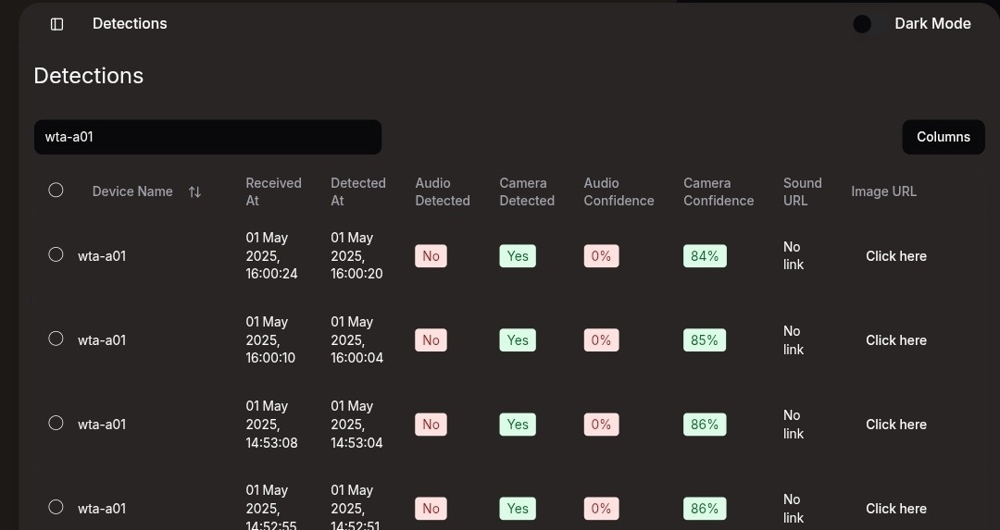 Detections
Dark Mode
Detections
wta-a01
Columns
Device Name
Received At
Detected At
Audio Detected
Camera Detected
Audio Confidence
Camera Confidence
Sound URL
Image URL
wta-a01
01 May 2025, 16:00:24
01 May 2025, 16:00:20
No
Yes
0%
84%
No link
Click here
wta-a01
01 May 2025, 16:00:10
01 May 2025, 16:00:04
No
Yes
0%
85%
No link
Click here
wta-a01
01 May 2025, 14:53:08
01 May 2025, 14:53:04
No
Yes
0%
86%
No link
Click here
wta-a01
01 May 2025, 14:52:55
01 May 2025, 14:52:51
No
Yes
0%
86%
No link
Click here